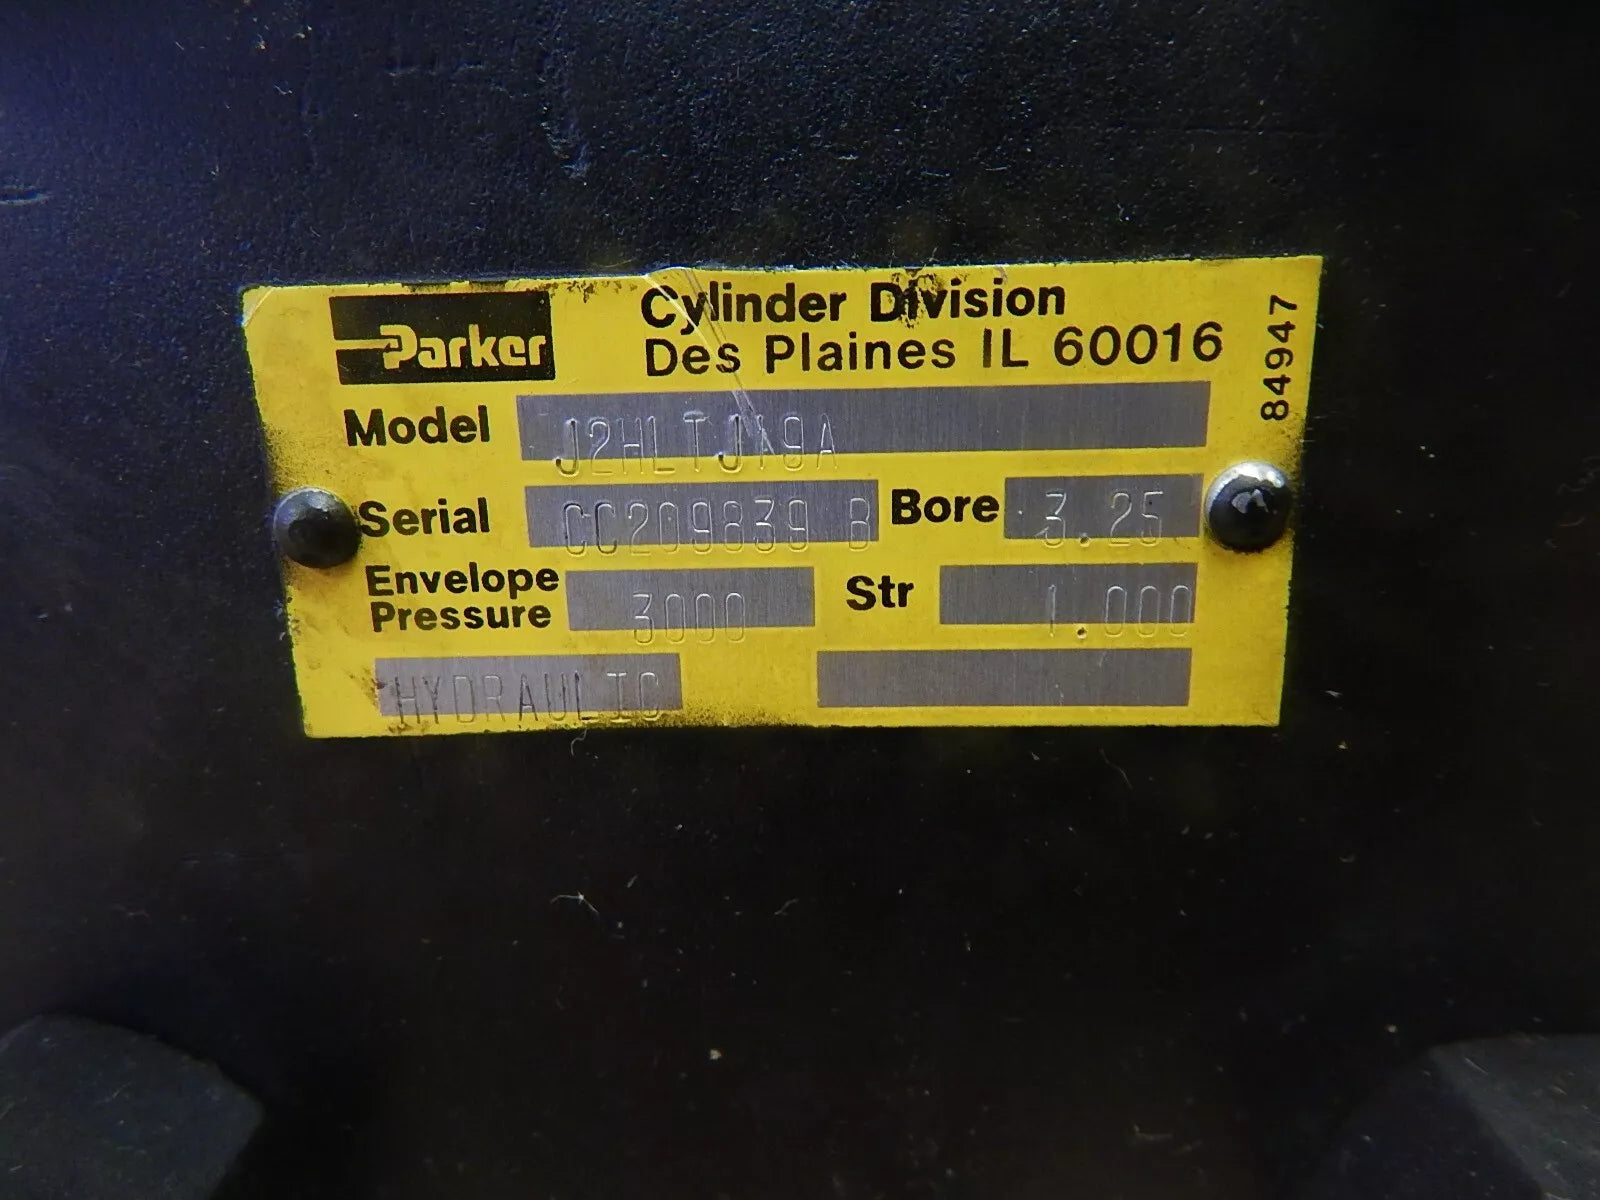 Parker
Cylinder Division
Des Plaines IL 60016
84947
Model J2HLTJ19A
Serial CC209839 B Bore 3.25
Envelope Pressure 3000 Str 1.000
HYDRAULIC